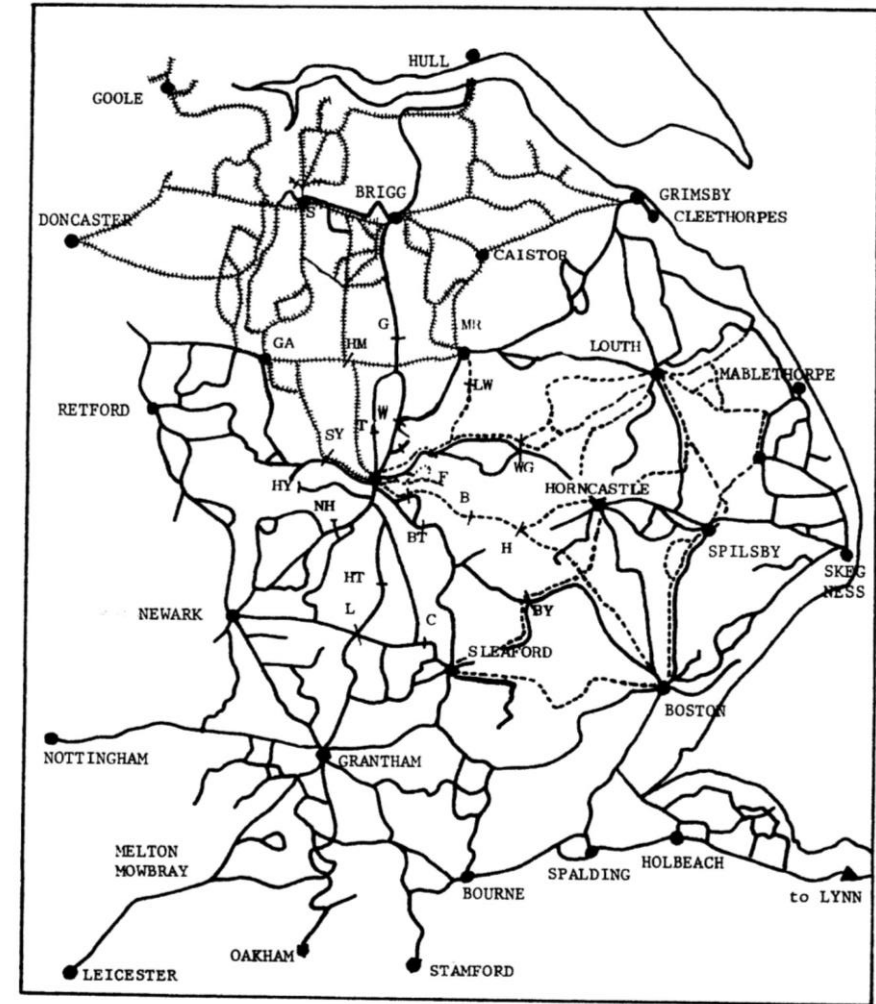 HULL
GOOLE
BRIGG
S
GRIMSBY
CLEETHORPES
DONCASTER
CAISTOR
G
MR
GA
HM
LOUTH
MABLETHORPE
LW
RETFORD
W
T
SY
WG
F
HY
HORNCASTLE
B
NH
BT
H
SPILSBY
SKEG
NESS
HT
BY
L
C
NEWARK
SLEAFORD
BOSTON
NOTTINGHAM
GRANTHAM
MELTON
MOWBRAY
HOLBEACH
SPALDING
BOURNE
to LYNN
OAKHAM
STAMFORD
LEICESTER